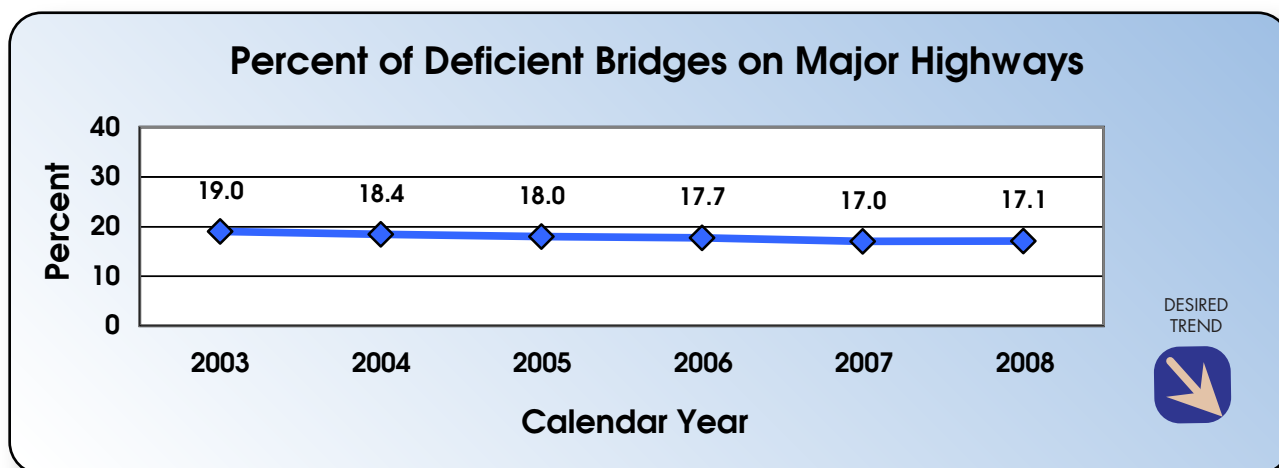 Percent of Deficient Bridges on Major Highways
Percent
40
30
20
10
0
19.0 18.4 18.0 17.7 17.0 17.1
2003 2004 2005 2006 2007 2008
Calendar Year
DESIRED
TREND